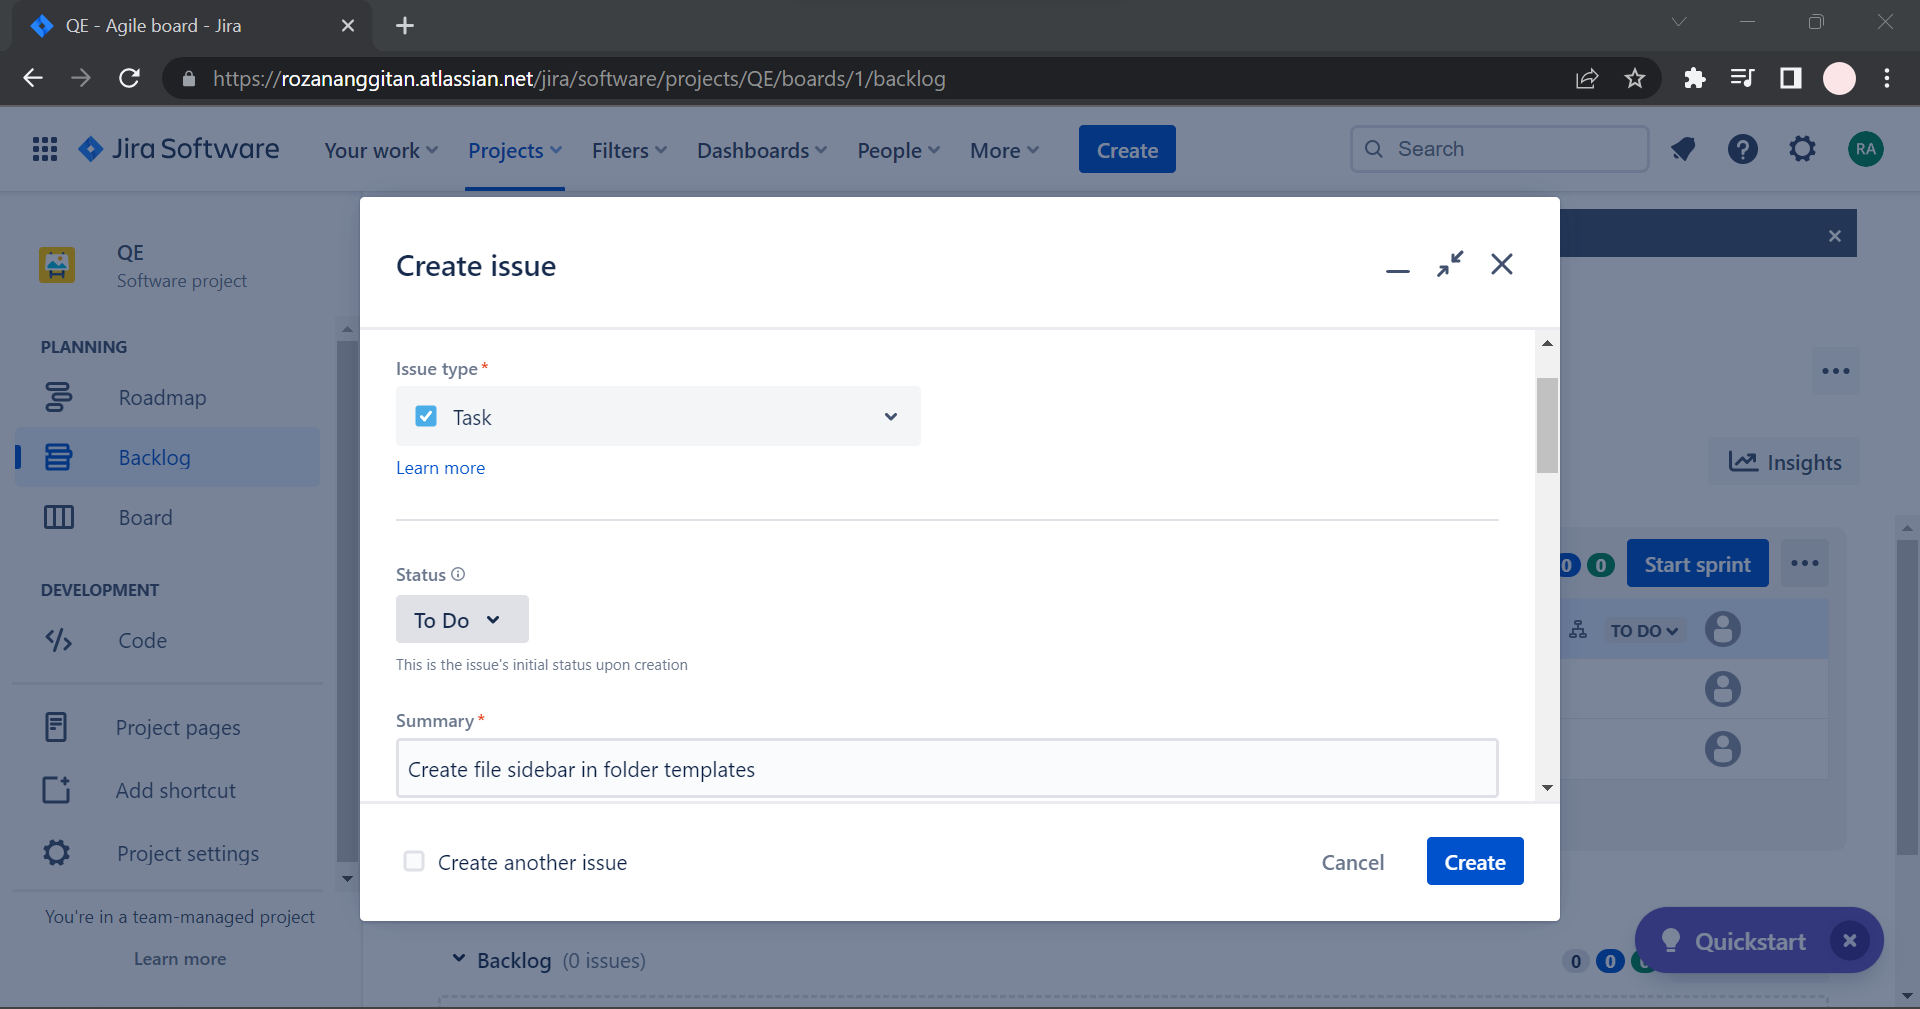 QE - Agile board - Jira
https://rozananggitan.atlassian.net/jira/software/projects/QE/boards/1/backlog
Jira Software
Your work
Projects
Filters
Dashboards
People
More
Create
Search
RA
QE
Software project
PLANNING
Roadmap
Backlog
Board
DEVELOPMENT
Code
Project pages
Add shortcut
Project settings
You're in a team-managed project
Learn more
Create issue
Issue type*
Task
Learn more
Status
To Do
This is the issue's initial status upon creation
Summary*
Create file sidebar in folder templates
Create another issue
Cancel
Create
Insights
0 0 Start sprint
TO DO
Backlog (0 issues)
0 0
Quickstart